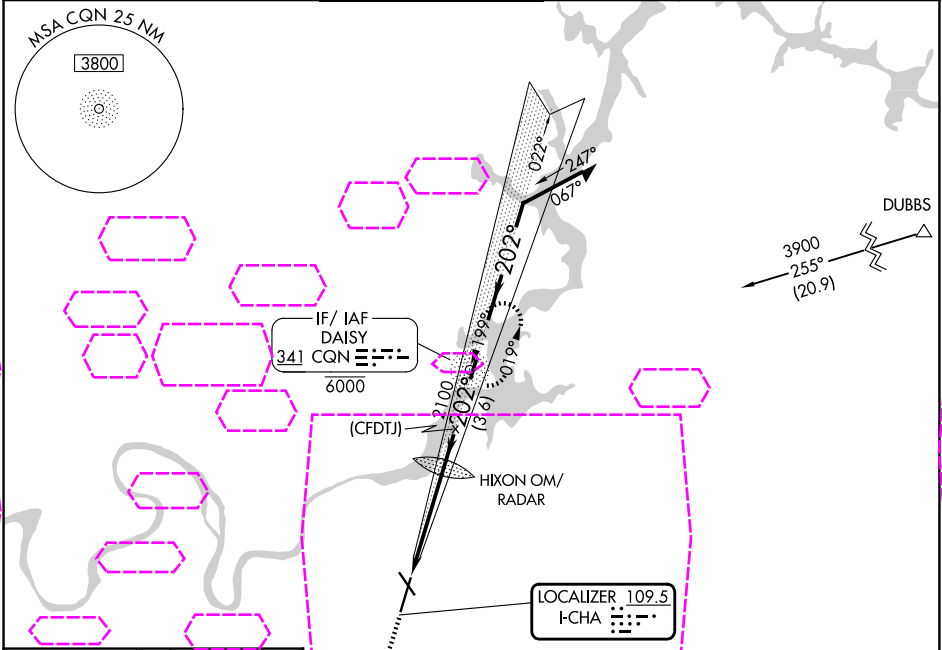 MSA CQN 25 NM
3800
022°
247°
067°
DUBBS
3900
255°
(20.9)
202°
IF/ IAF
DAISY
341 CQN
6000
199°
019°
2100
202°
(3.6)
(CFDTJ)
HIXON OM/
RADAR
LOCALIZER 109.5
I-CHA